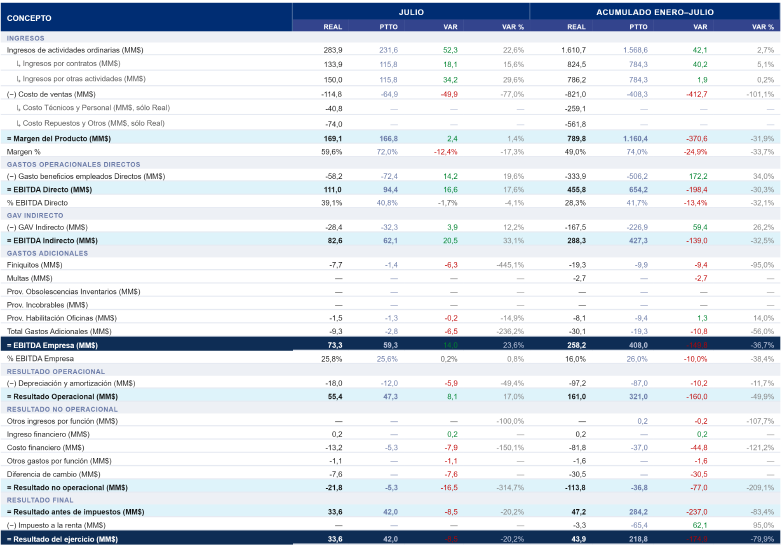 CONCEPTO JULIO ACUMULADO ENERO–JULIO
REAL PTTO VAR VAR % REAL PTTO VAR VAR %
INGRESOS
Ingresos de actividades ordinarias (MM$) 283,9 231,6 52,3 22,6% 1.610,7 1.568,6 42,1 2,7%
↳ Ingresos por contratos (MM$) 133,9 115,8 18,1 15,6% 824,5 784,3 40,2 5,1%
↳ Ingresos por otras actividades (MM$) 150,0 115,8 34,2 29,6% 786,2 784,3 1,9 0,2%
(–) Costo de ventas (MM$) -114,8 -64,9 -49,9 -77,0% -821,0 -408,3 -412,7 -101,1%
↳ Costo Técnicos y Personal (MM$, sólo Real) -40,8 — — — -259,1 — — —
↳ Costo Repuestos y Otros (MM$, sólo Real) -74,0 — — — -561,8 — — —
= Margen del Producto (MM$) 169,1 166,8 2,4 1,4% 789,8 1.160,4 -370,6 -31,9%
Margen % 59,6% 72,0% -12,4% -17,3% 49,0% 74,0% -24,9% -33,7%
GASTOS OPERACIONALES DIRECTOS
(–) Gasto beneficios empleados Directos (MM$) -58,2 -72,4 14,2 19,6% -333,9 -506,2 172,2 34,0%
= EBITDA Directo (MM$) 111,0 94,4 16,6 17,6% 455,8 654,2 -198,4 -30,3%
% EBITDA Directo 39,1% 40,8% -1,7% -4,1% 28,3% 41,7% -13,4% -32,1%
GAV INDIRECTO
(–) GAV Indirecto (MM$) -28,4 -32,3 3,9 12,2% -167,5 -226,9 59,4 26,2%
= EBITDA Indirecto (MM$) 82,6 62,1 20,5 33,1% 288,3 427,3 -139,0 -32,5%
GASTOS ADICIONALES
Finiquitos (MM$) -7,7 -1,4 -6,3 -445,1% -19,3 -9,9 -9,4 -95,0%
Multas (MM$) — — — — -2,7 — -2,7 —
Prov. Obsolescencias Inventarios (MM$) — — — — — — — —
Prov. Incobrables (MM$) — — — — — — — —
Prov. Habilitación Oficinas (MM$) -1,5 -1,3 -0,2 -14,9% -8,1 -9,4 1,3 14,0%
Total Gastos Adicionales (MM$) -9,3 -2,8 -6,5 -236,2% -30,1 -19,3 -10,8 -56,0%
= EBITDA Empresa (MM$) 73,3 59,3 14,0 23,6% 258,2 408,0 -36,7%
% EBITDA Empresa 25,8% 25,6% 0,2% 0,8% 16,0% 26,0% -10,0% -38,4%
RESULTADO OPERACIONAL
(–) Depreciación y amortización (MM$) -18,0 -12,0 -5,9 -49,4% -97,2 -87,0 -10,2 -11,7%
= Resultado Operacional (MM$) 55,4 47,3 8,1 17,0% 161,0 321,0 -160,0 -49,9%
RESULTADO NO OPERACIONAL
Otros ingresos por función (MM$) — — — -100,0% — 0,2 -0,2 -107,7%
Ingreso financiero (MM$) 0,2 — 0,2 — 0,2 — 0,2 —
Costo financiero (MM$) -13,2 -5,3 -7,9 -150,1% -81,8 -37,0 -44,8 -121,2%
Otros gastos por función (MM$) -1,1 — -1,1 — -1,6 — -1,6 —
Diferencia de cambio (MM$) -7,6 — -7,6 — -30,5 — -30,5 —
= Resultado no operacional (MM$) -21,8 -5,3 -16,5 -314,7% -113,8 -36,8 -77,0 -209,1%
RESULTADO FINAL
= Resultado antes de impuestos (MM$) 33,6 42,0 -8,5 -20,2% 47,2 284,2 -237,0 -83,4%
(–) Impuesto a la renta (MM$) — — — — -3,3 -65,4 62,1 95,0%
= Resultado del ejercicio (MM$) 33,6 42,0 -20,2% 43,9 218,8 -79,9%